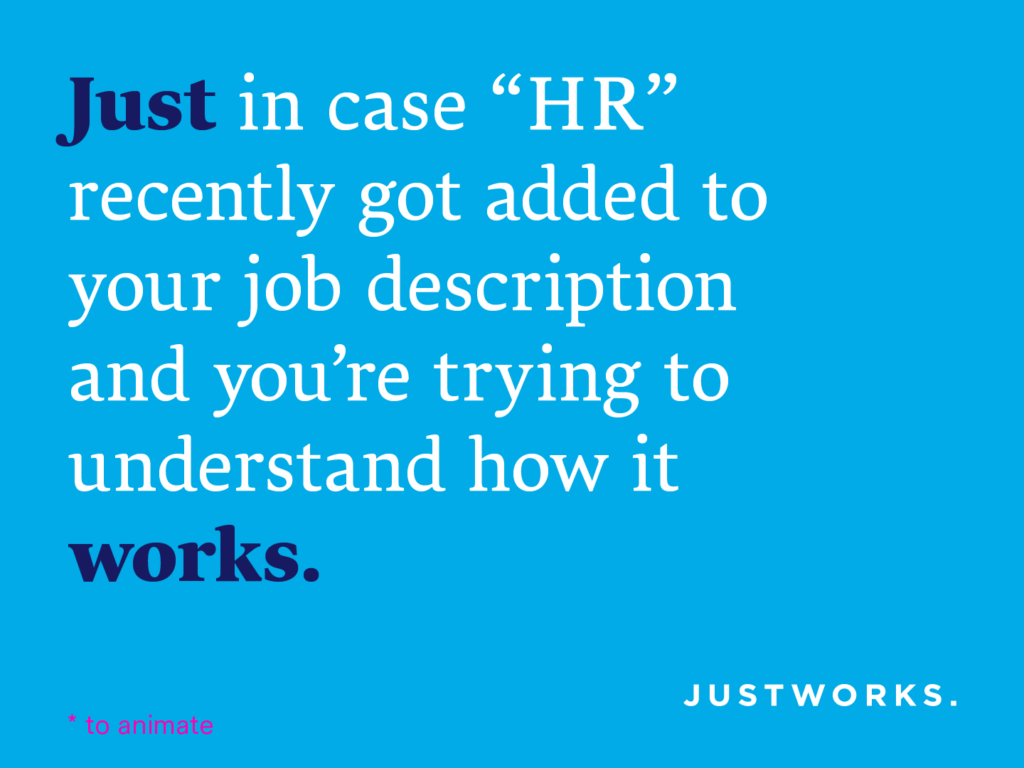 Just in case “HR”
recently got added to
your job description
and you’re trying to
understand how it
works.
JUSTWORKS.
* to animate